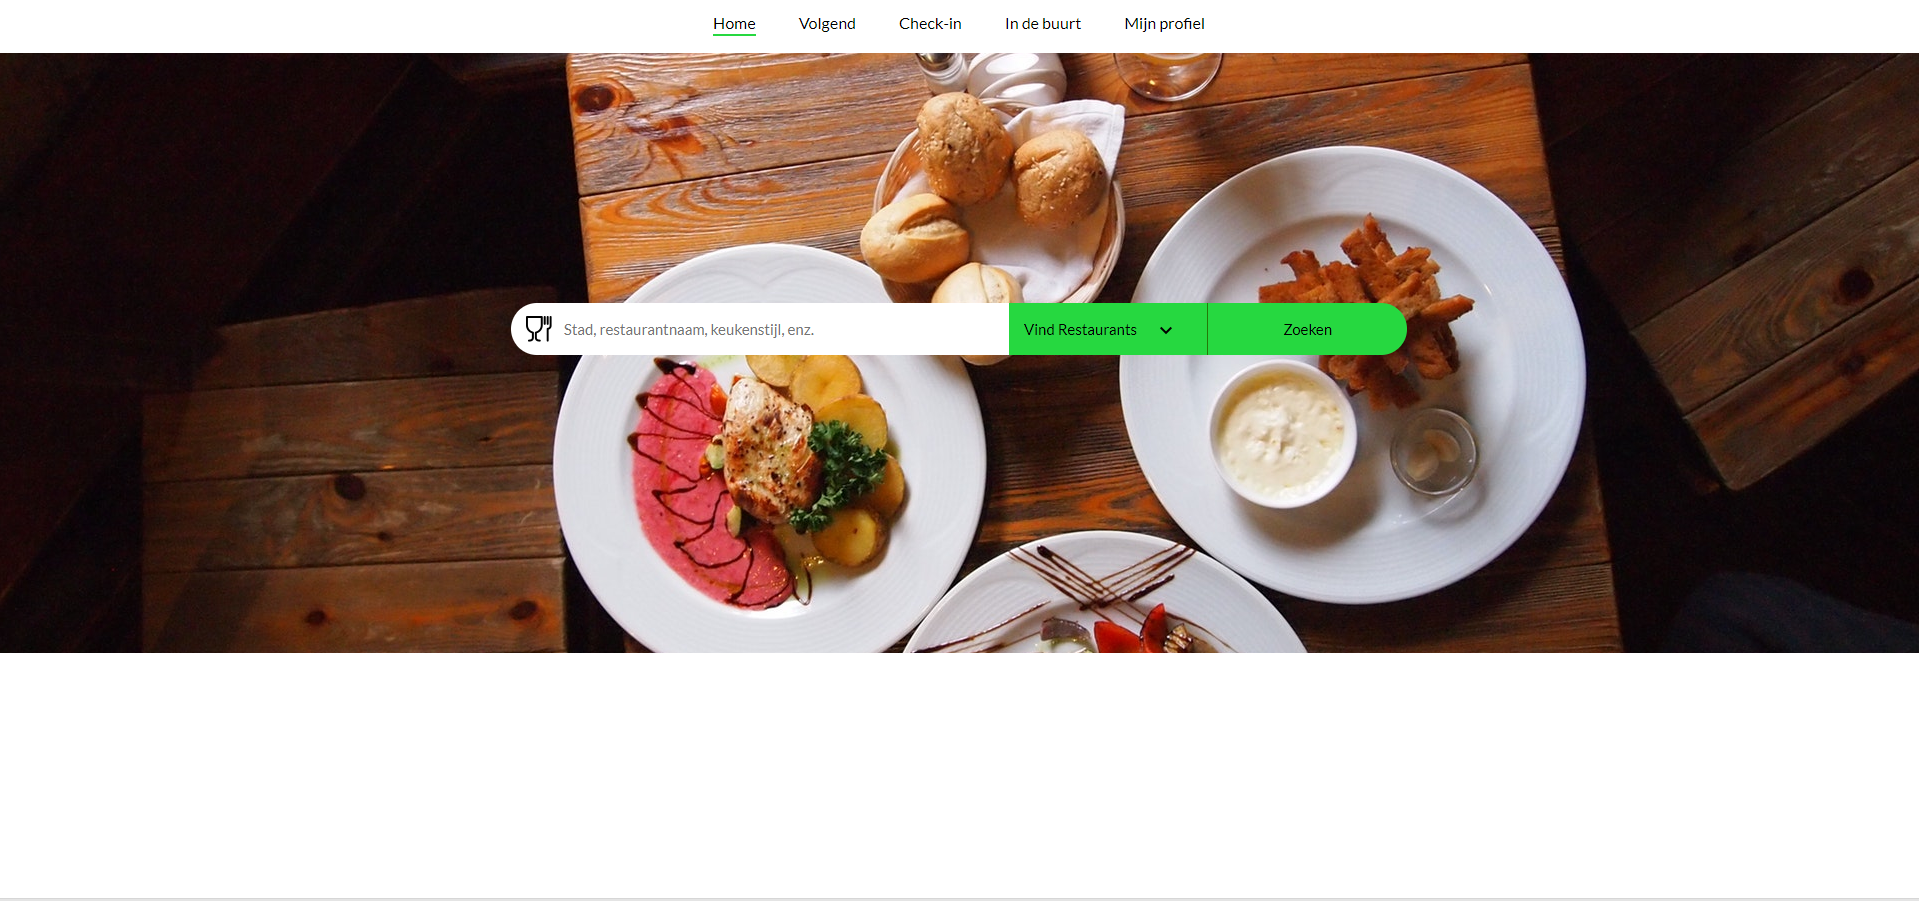 Home Volgend Check-in In de buurt Mijn profiel
Stad, restaurantnaam, keukenstijl, enz. Vind Restaurants Zoeken